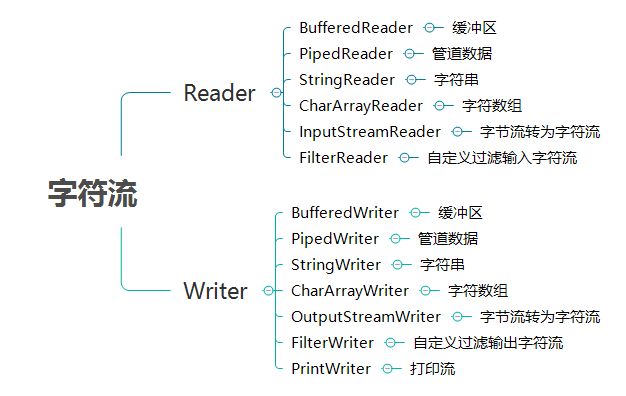 字符流
Reader
BufferedReader 缓冲区
PipedReader 管道数据
StringReader 字符串
CharArrayReader 字符数组
InputStreamReader 字节流转为字符流
FilterReader 自定义过滤输入字符流
Writer
BufferedWriter 缓冲区
PipedWriter 管道数据
StringWriter 字符串
CharArrayWriter 字符数组
OutputStreamWriter 字节流转为字符流
FilterWriter 自定义过滤输出字符流
PrintWriter 打印流